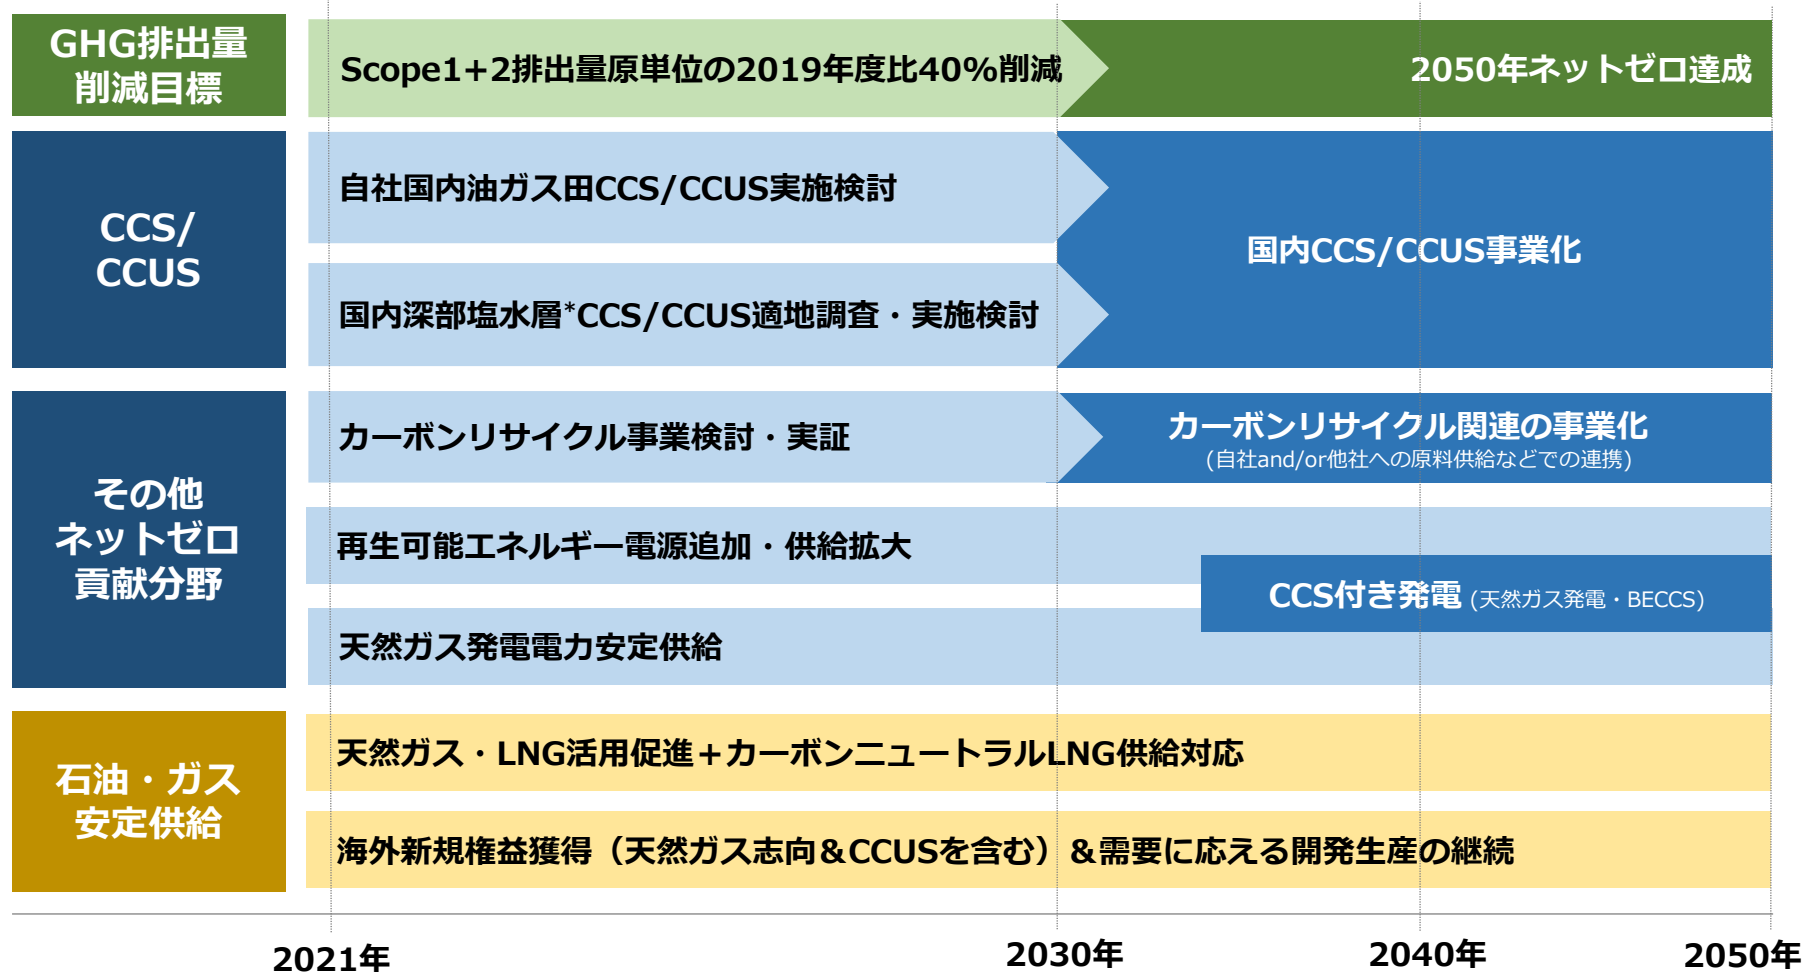 GHG排出量
削減目標
Scope1+2排出量原単位の2019年度比40%削減
2050年ネットゼロ達成
CCS/
CCUS
自社国内油ガス田CCS/CCUS実施検討
国内深部塩水層*CCS/CCUS適地調査・実施検討
国内CCS/CCUS事業化
その他
ネットゼロ
貢献分野
カーボンリサイクル事業検討・実証
カーボンリサイクル関連の事業化
(自社and/or他社への原料供給などでの連携)
再生可能エネルギー電源追加・供給拡大
CCS付き発電 (天然ガス発電・BECCS)
天然ガス発電電力安定供給
石油・ガス
安定供給
天然ガス・LNG活用促進＋カーボンニュートラルLNG供給対応
海外新規権益獲得（天然ガス志向＆CCUSを含む）＆需要に応える開発生産の継続
2021年
2030年
2040年
2050年